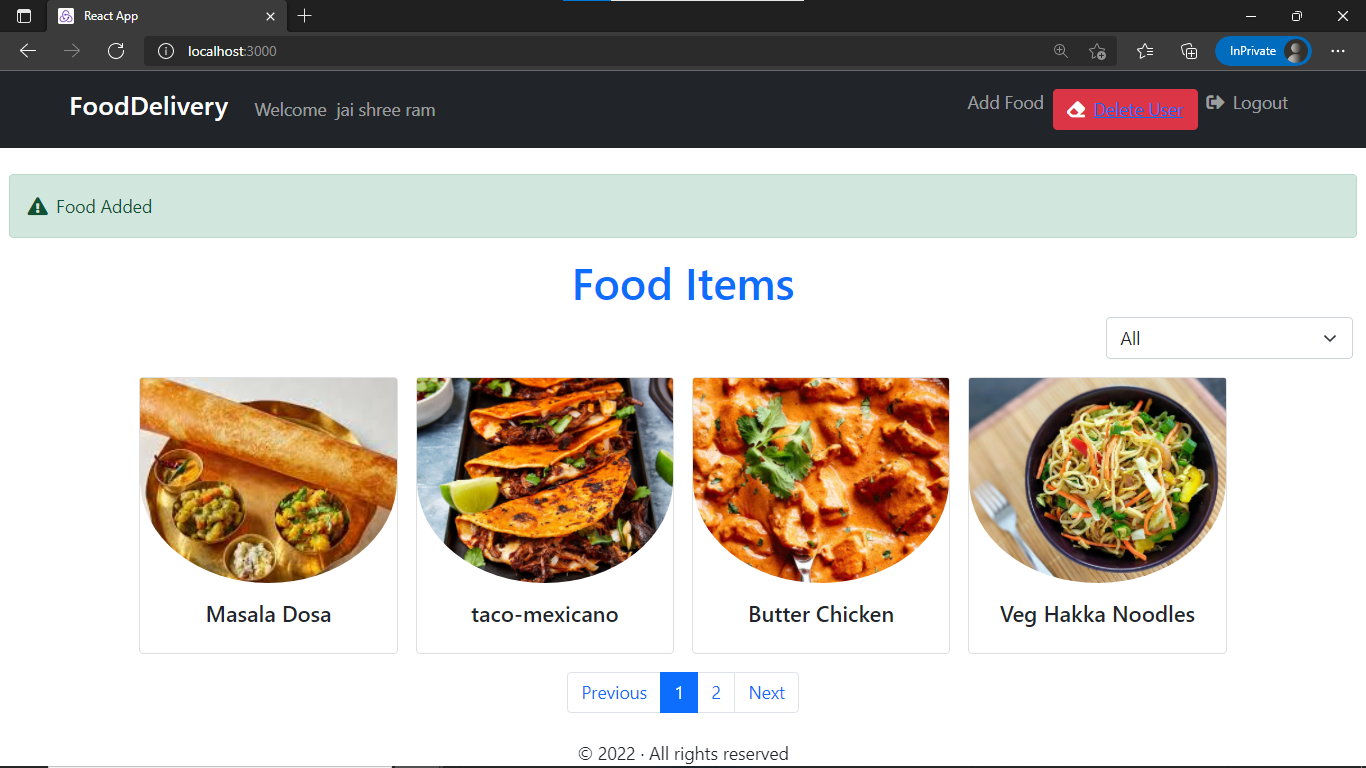 React App
localhost:3000
InPrivate
FoodDelivery Welcome jai shree ram Add Food Delete User Logout
Food Added
Food Items
All
Masala Dosa taco-mexicano Butter Chicken Veg Hakka Noodles
Previous 1 2 Next
© 2022 · All rights reserved